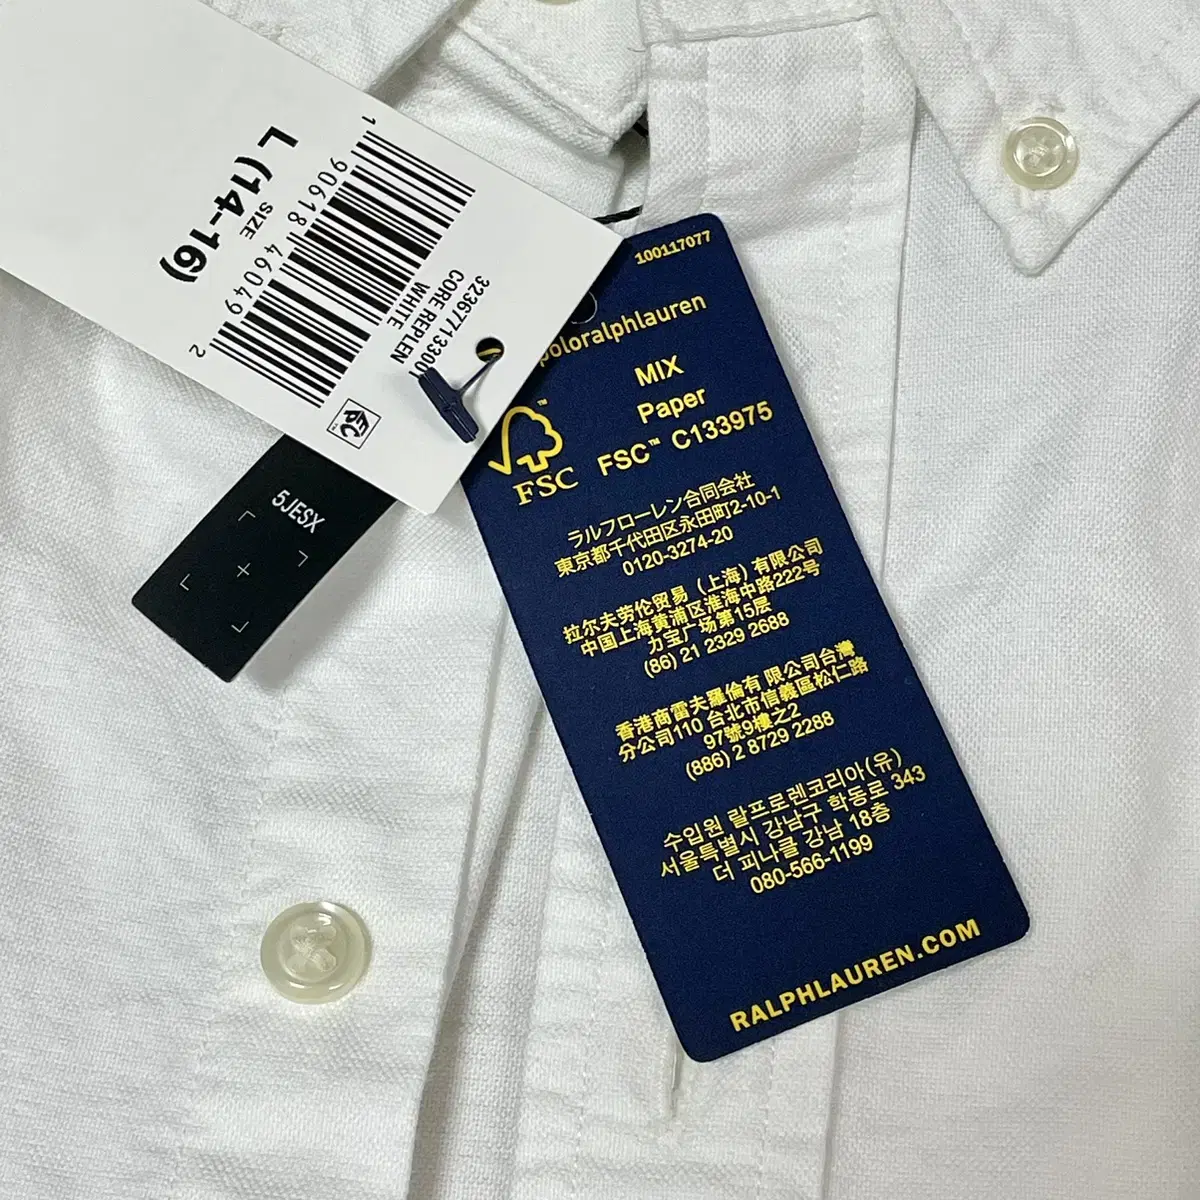 L (14-16)
SIZE
1 90618 46049 2
323677133001
CORE REPLEN
WHITE
EPC
5JESX
100117077
poloralphlauren
MIX
Paper
FSC™ C133975
FSC
ラルフローレン合同会社
東京都千代田区永田町2-10-1
0120-3274-20
拉尔夫劳伦贸易（上海）有限公司
中国上海黄浦区淮海中路222号
力宝广场第15层
(86) 21 2329 2688
香港商雷夫羅倫有 限公司台灣
分公司110 台北市信義區松仁路
97號9樓之2
(886) 2 8729 2288
수입원 랄프로렌코리아(유)
서울특별시 강남구 학동로 343
더 피나클 강남 18층
080-566-1199
RALPHLAUREN.COM